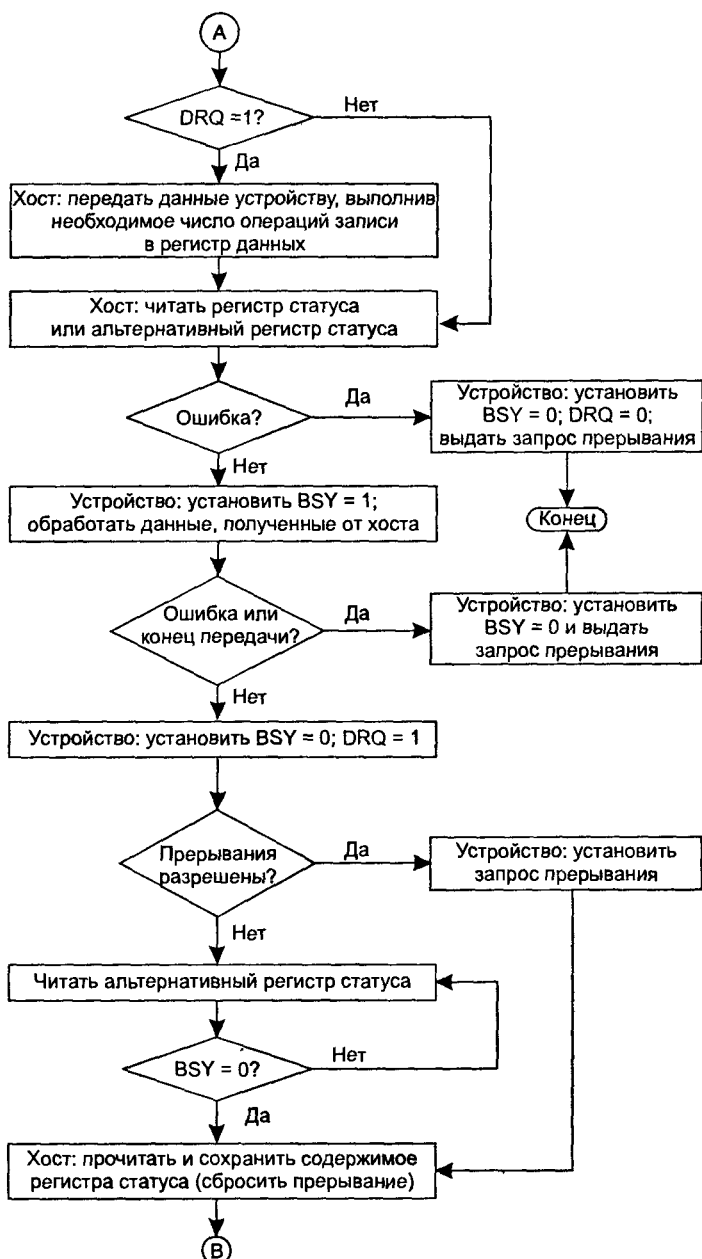 А
DRQ =1?
Нет
Да
Хост: передать данные устройству, выполнив
необходимое число операций записи
в регистр данных
Хост: читать регистр статуса
или альтернативный регистр статуса
Ошибка?
Да
Устройство: установить
BSY = 0; DRQ = 0;
выдать запрос прерывания
Нет
Устройство: установить BSY = 1;
обработать данные, полученные от хоста
Конец
Ошибка или
конец передачи?
Да
Устройство: установить
BSY = 0 и выдать
запрос прерывания
Нет
Устройство: установить BSY = 0; DRQ = 1
Прерывания
разрешены?
Да
Устройство: установить
запрос прерывания
Нет
Читать альтернативный регистр статуса
BSY = 0?
Нет
Да
Хост: прочитать и сохранить содержимое
регистра статуса (сбросить прерывание)
В